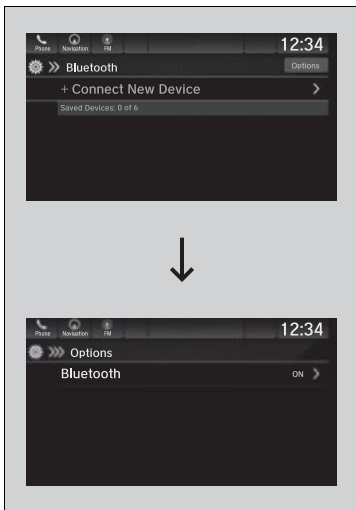 Phone Navigation FM 12:34
Bluetooth Options
+ Connect New Device
Saved Devices: 0 of 6
Phone Navigation FM 12:34
Options
Bluetooth ON